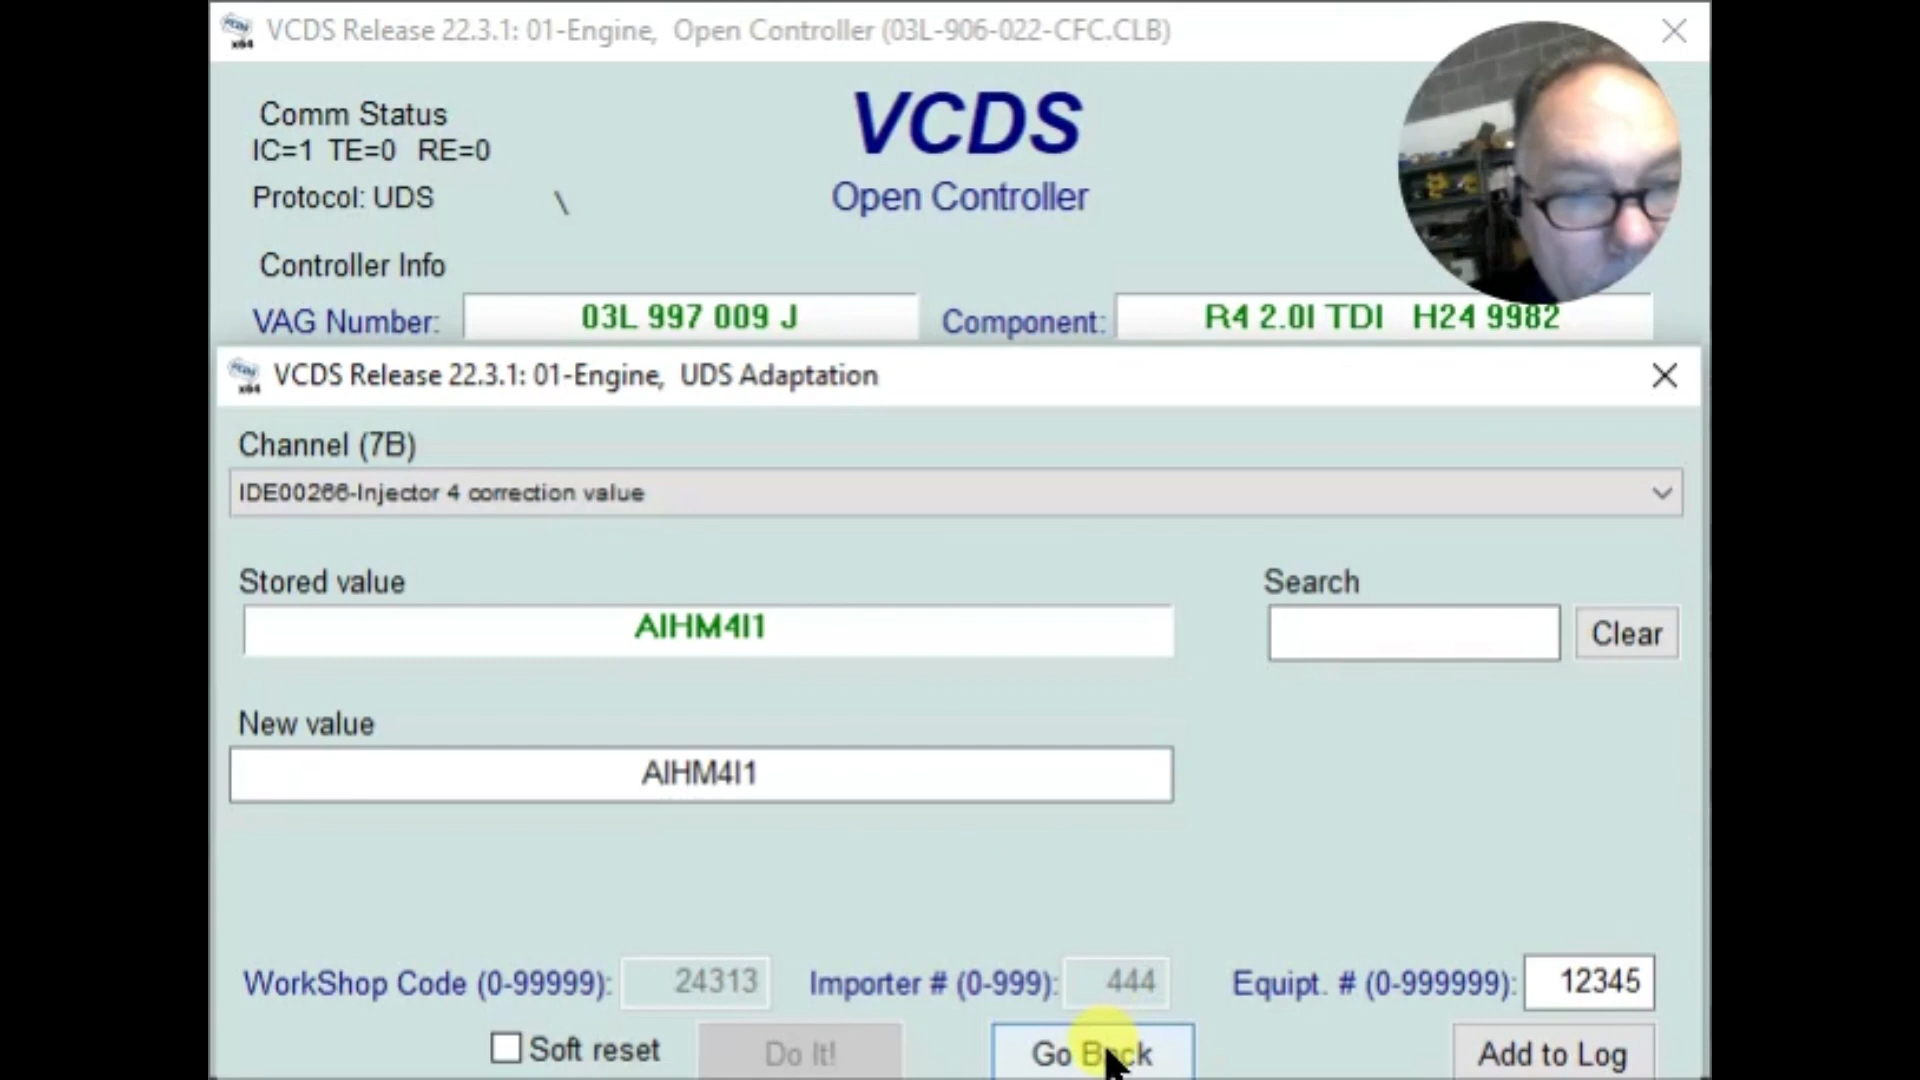 VCDS Release 22.3.1: 01-Engine, Open Controller (03L-906-022-CFC.CLB)
Comm Status
IC=1 TE=0 RE=0
Protocol: UDS
\
VCDS
Open Controller
Controller Info
VAG Number: 03L 997 009 J Component: R4 2.0l TDI H24 9982
VCDS Release 22.3.1: 01-Engine, UDS Adaptation
Channel (7B)
IDE00266-Injector 4 correction value
Stored value
AIHM4I1
Search
Clear
New value
AIHM4I1
WorkShop Code (0-99999): 24313 Importer # (0-999): 444 Equipt. # (0-999999): 12345
Soft reset Do It! Go Back Add to Log